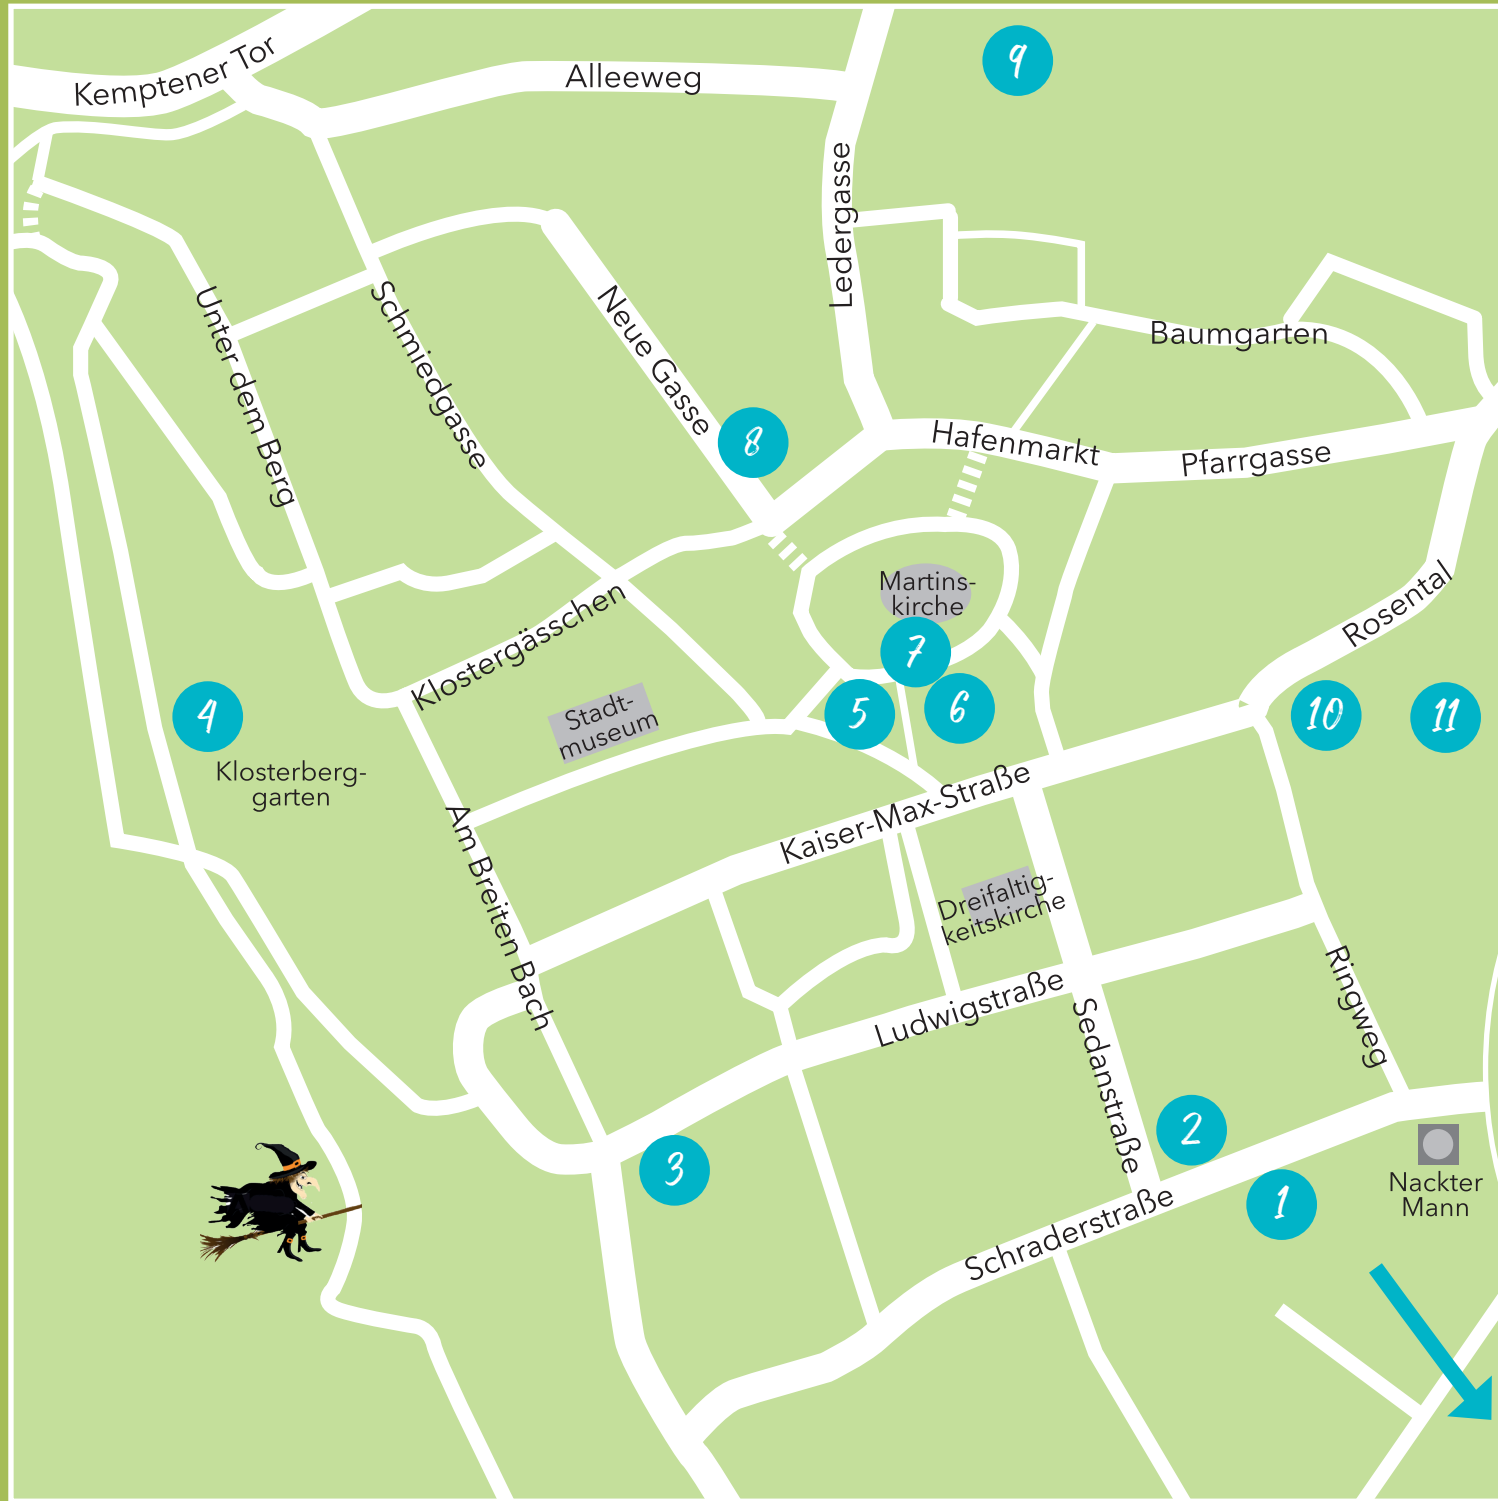 Kemptener Tor
Alleeweg
9
Ledergasse
Unter dem Berg
Schmiedgasse
Neue Gasse
Baumgarten
8
Hafenmarkt
Pfarrgasse
Martins-
kirche
Rosental
Klostergässchen
7
4
Stadt-
museum
5
6
10
11
Klosterberg-
garten
Am Breiten Bach
Kaiser-Max-Straße
Dreifaltig-
keitskirche
Ludwigstraße
Sedanstraße
Ringweg
2
3
1
Nackter
Mann
Schraderstraße